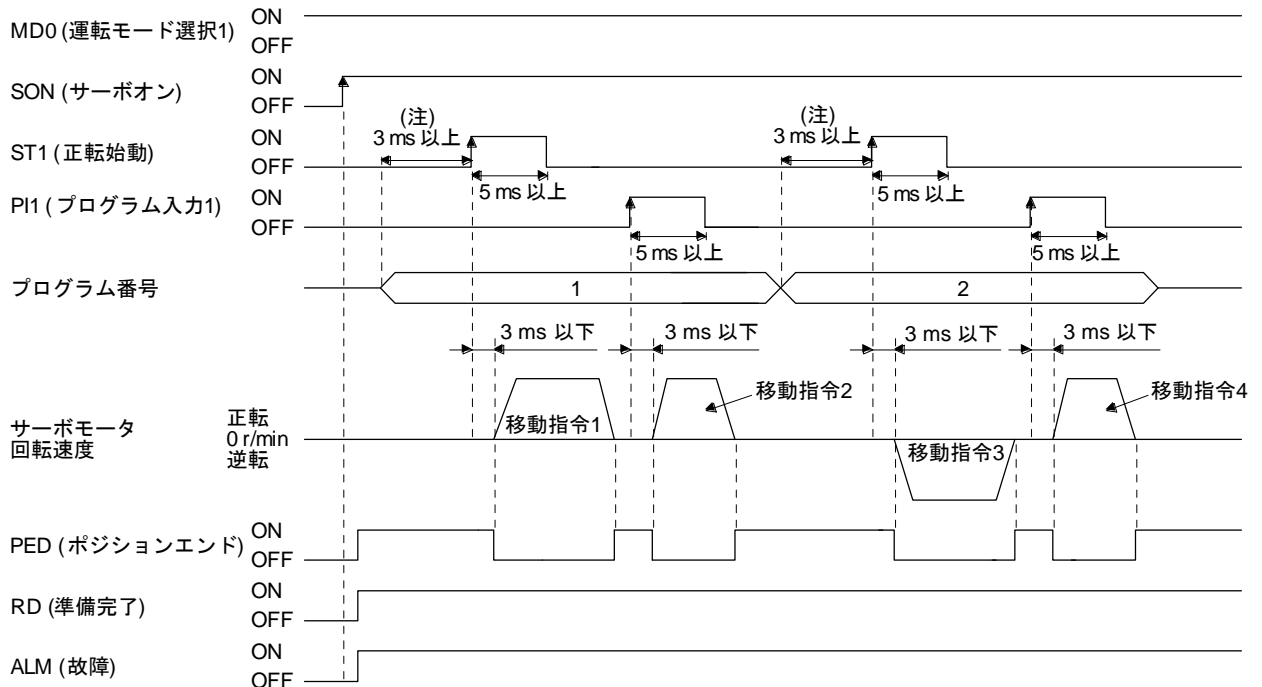 MD0 (運転モード選択1)
ON
OFF
SON (サーボオン)
ON
OFF
(注)
3 ms 以上
(注)
3 ms 以上
ST1 (正転始動)
ON
OFF
5 ms 以上
5 ms 以上
PI1 (プログラム入力1)
ON
OFF
5 ms 以上
5 ms 以上
プログラム番号
1
2
3 ms 以下
3 ms 以下
3 ms 以下
3 ms 以下
サーボモータ
回転速度
正転
0 r/min
逆転
移動指令1
移動指令2
移動指令3
移動指令4
PED (ポジションエンド)
ON
OFF
RD (準備完了)
ON
OFF
ALM (故障)
ON
OFF